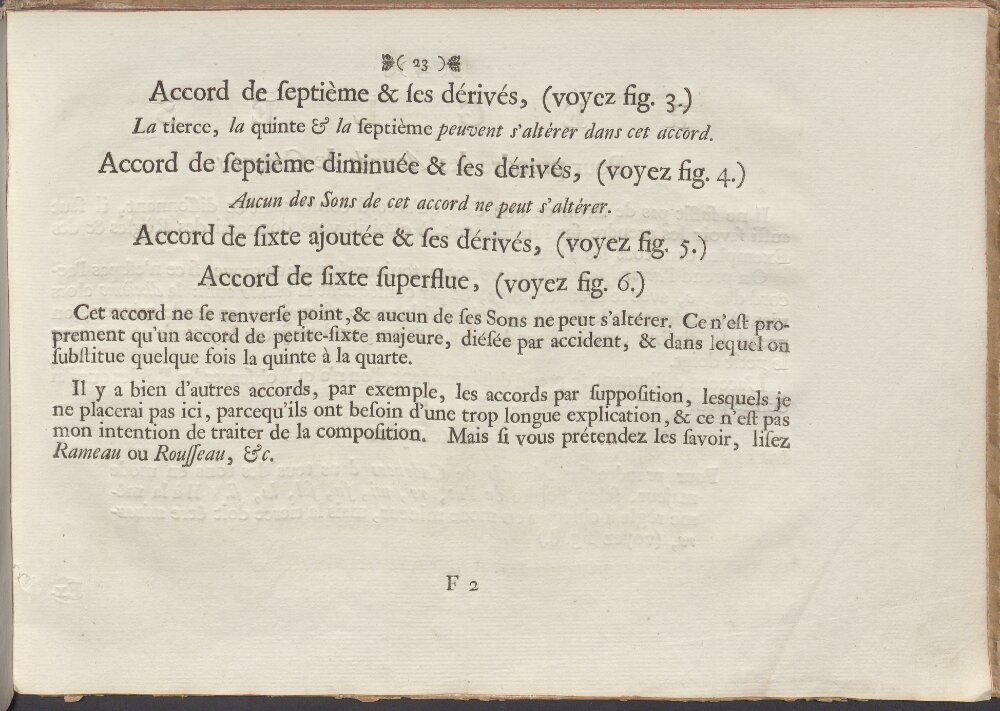 ( 23 )
Accord de ſeptième & ſes dérivés, (voyez fig. 3.)
La tierce, la quinte & la ſeptième peuvent s'altérer dans cet accord.
Accord de ſeptième diminuée & ſes dérivés, (voyez fig. 4.)
Aucun des Sons de cet accord ne peut s'altérer.
Accord de ſixte ajoutée & ſes dérivés, (voyez fig. 5.)
Accord de ſixte ſuperflue, (voyez fig. 6.)
Cet accord ne ſe renverſe point, & aucun de ſes Sons ne peut s'altérer. Ce n'eſt pro-
prement qu'un accord de petite-ſixte majeure, diéſée par accident, & dans lequel on
ſubſtitue quelque fois la quinte à la quarte.
Il y a bien d'autres accords, par exemple, les accords par ſuppoſition, lesquels je
ne placerai pas ici, parcequ'ils ont beſoin d'une trop longue explication, & ce n'eſt pas
mon intention de traiter de la compoſition. Mais ſi vous prétendez les ſavoir, liſez
Rameau ou Rouſſeau, &c.
F 2